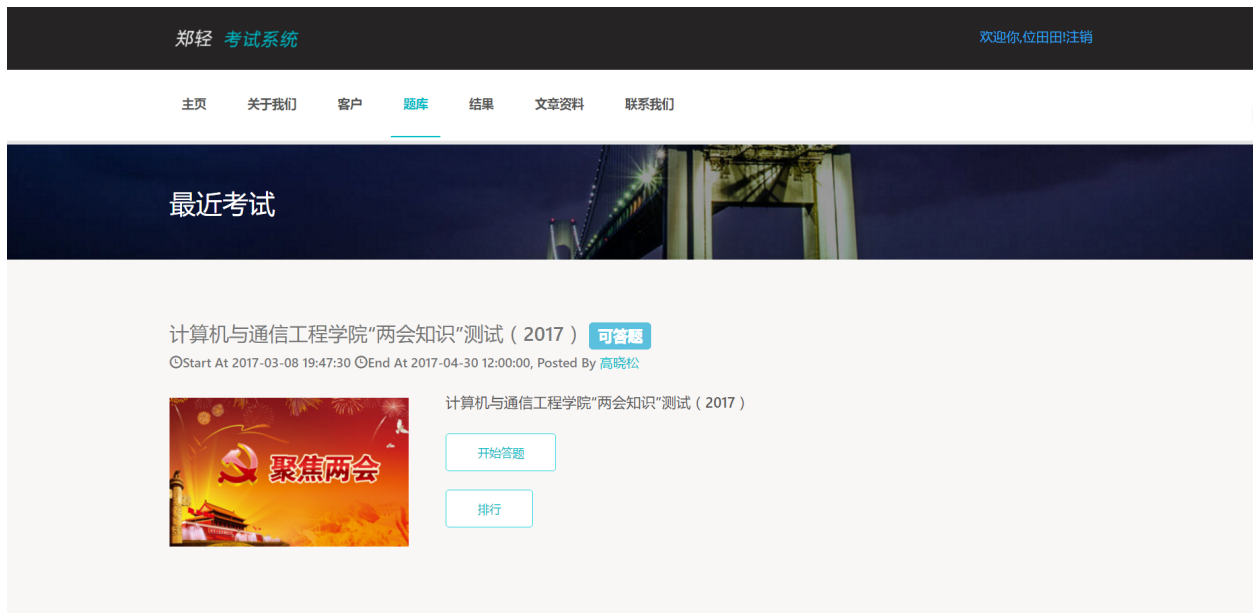 郑轻 考试系统
欢迎你,位田田!注销
主页 关于我们 客户 题库 结果 文章资料 联系我们
最近考试
计算机与通信工程学院“两会知识”测试（2017） 可答题
Start At 2017-03-08 19:47:30 End At 2017-04-30 12:00:00, Posted By 高晓松
聚焦两会
计算机与通信工程学院“两会知识”测试（2017）
开始答题
排行